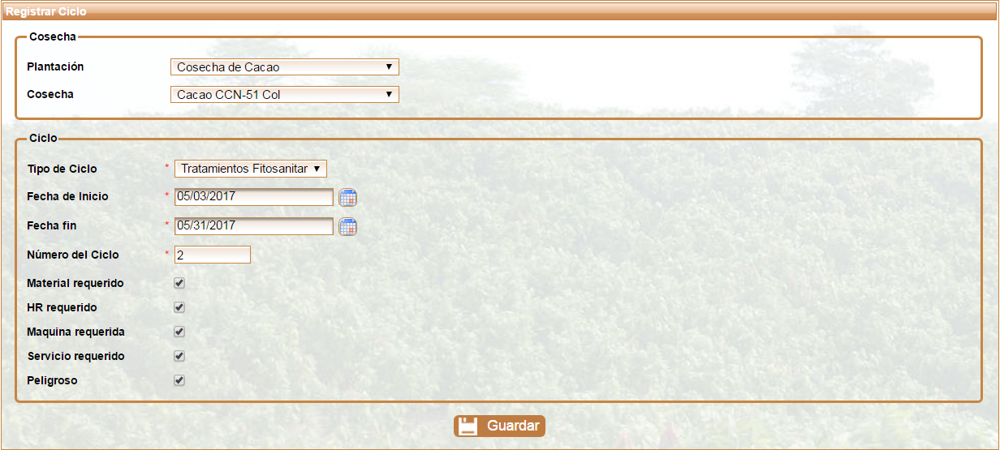 Registrar Ciclo
Cosecha
Plantación Cosecha de Cacao
Cosecha Cacao CCN-51 Col
Ciclo
Tipo de Ciclo * Tratamientos Fitosanitar
Fecha de Inicio * 05/03/2017
Fecha fin * 05/31/2017
Número del Ciclo * 2
Material requerido
HR requerido
Maquina requerida
Servicio requerido
Peligroso
Guardar